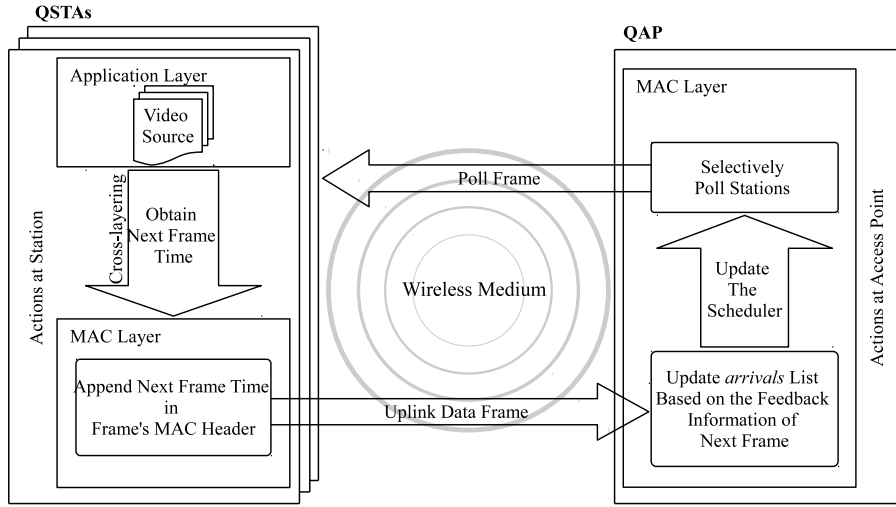 QSTAs
Application Layer
Video
Source
Cross-layering
Obtain
Next Frame
Time
Actions at Station
MAC Layer
Append Next Frame Time
in
Frame's MAC Header
Poll Frame
Wireless Medium
Uplink Data Frame
QAP
MAC Layer
Selectively
Poll Stations
Update
The
Scheduler
Update arrivals List
Based on the Feedback
Information of
Next Frame
Actions at Access Point